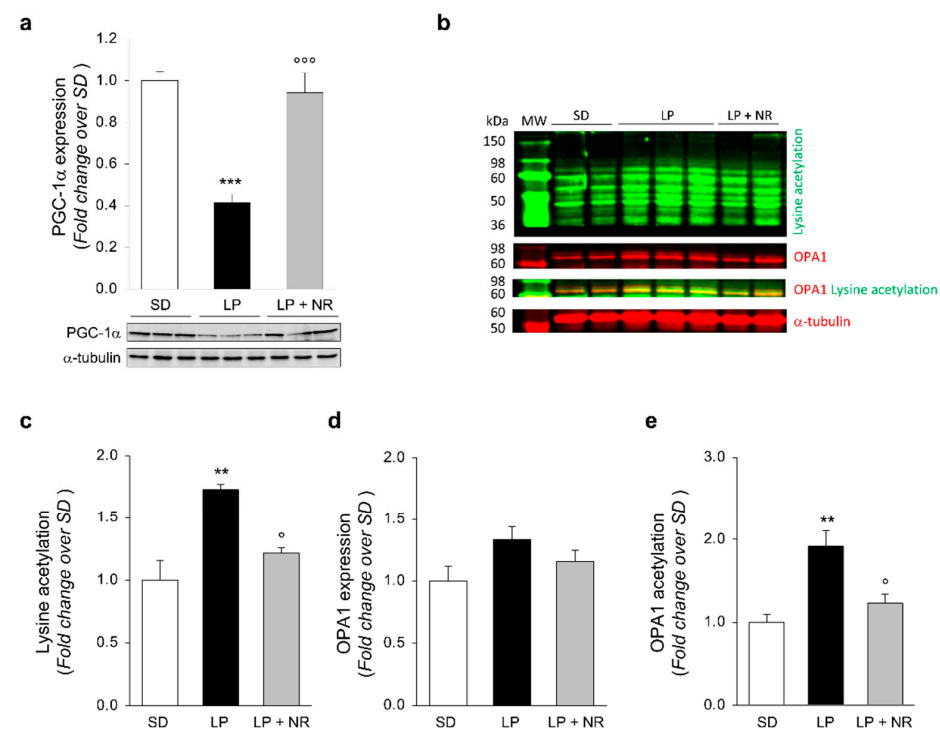 a
PGC-1α expression
(Fold change over SD)
1.2
1.0
0.8
0.6
0.4
0.2
0.0
***
°°°
SD LP LP + NR
PGC-1α
α-tubulin
b
SD LP LP + NR
kDa MW
150
98
60
50
36
Lysine acetylation
98
60
OPA1
98
60
OPA1 Lysine acetylation
60
50
α-tubulin
c
Lysine acetylation
(Fold change over SD )
2.0
1.5
1.0
0.5
0.0
**
°
SD LP LP + NR
d
OPA1 expression
(Fold change over SD )
2.0
1.5
1.0
0.5
0.0
SD LP LP + NR
e
OPA1 acetylation
(Fold change over SD )
3.0
2.0
1.0
0.0
**
°
SD LP LP + NR